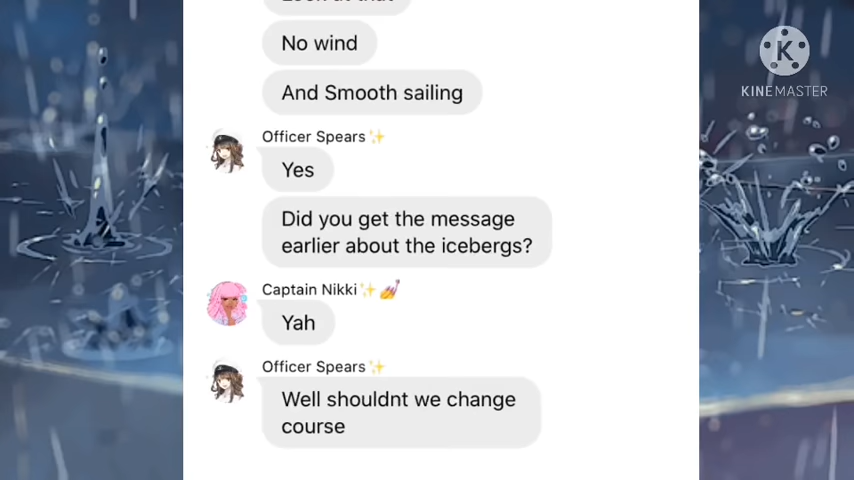 No wind
And Smooth sailing
Officer Spears✨
Yes
Did you get the message
earlier about the icebergs?
Captain Nikki✨💅
Yah
Officer Spears✨
Well shouldnt we change
course
K
KINEMASTER